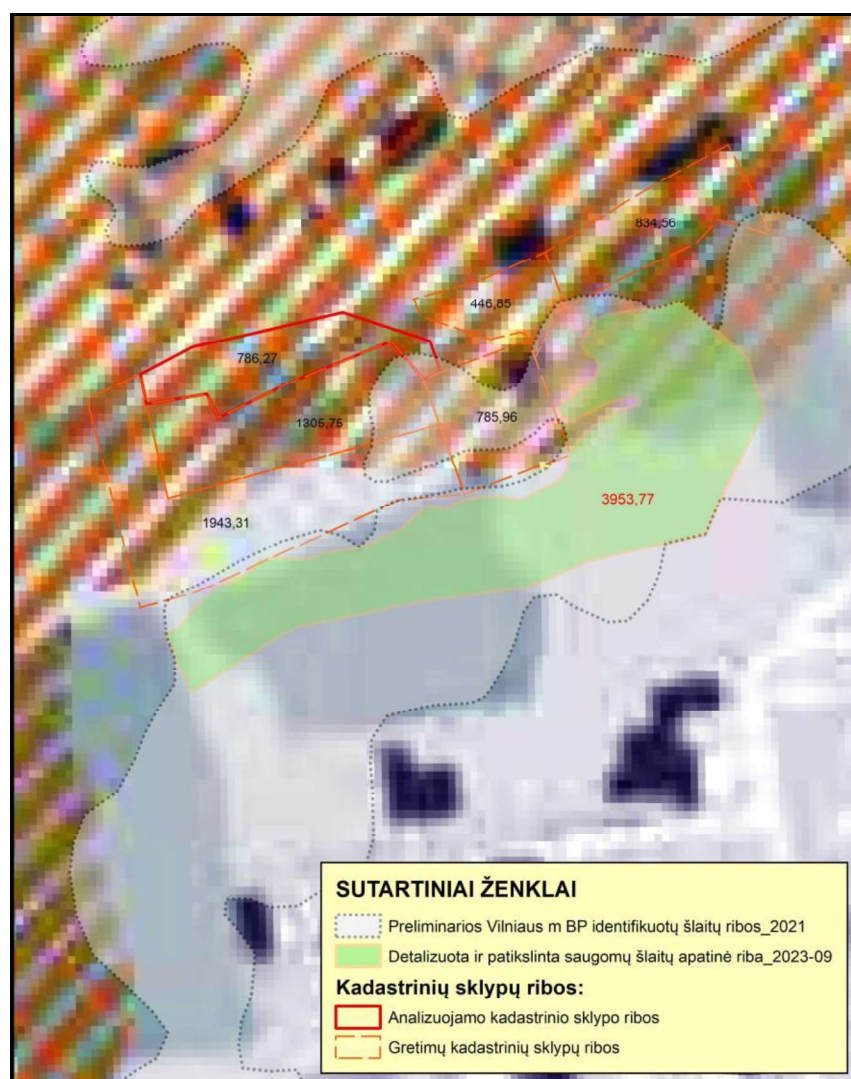 834,56
446,85
786,27
1305,75
785,96
3953,77
1943,31
SUTARTINIAI ŽENKLAI
Preliminarios Vilniaus m BP identifikuotų šlaitų ribos_2021
Detalizuota ir patikslinta saugomų šlaitų apatinė riba_2023-09
Kadastrinių sklypų ribos:
Analizuojamo kadastrinio sklypo ribos
Gretimų kadastrinių sklypų ribos